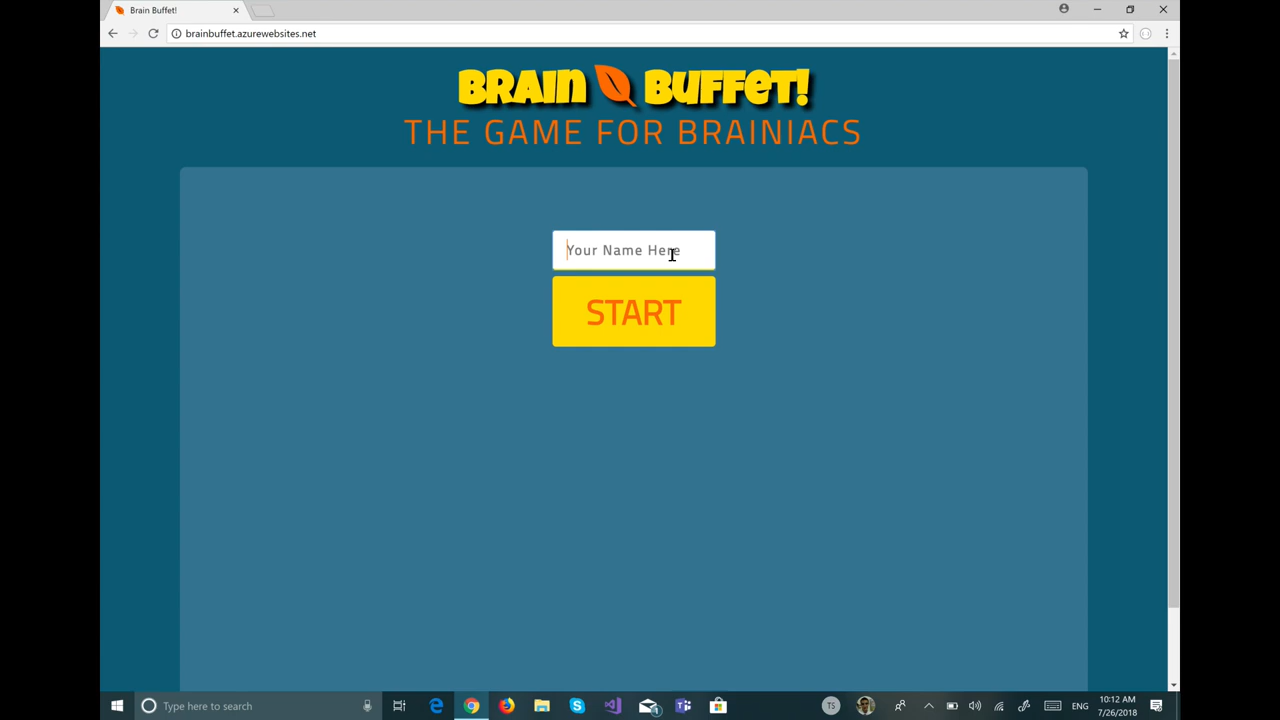 Brain Buffet!
brainbuffet.azurewebsites.net
BRAIN BUFFET!
THE GAME FOR BRAINIACS
Your Name Here
START
Type here to search
TS
ENG
10:12 AM
7/26/2018